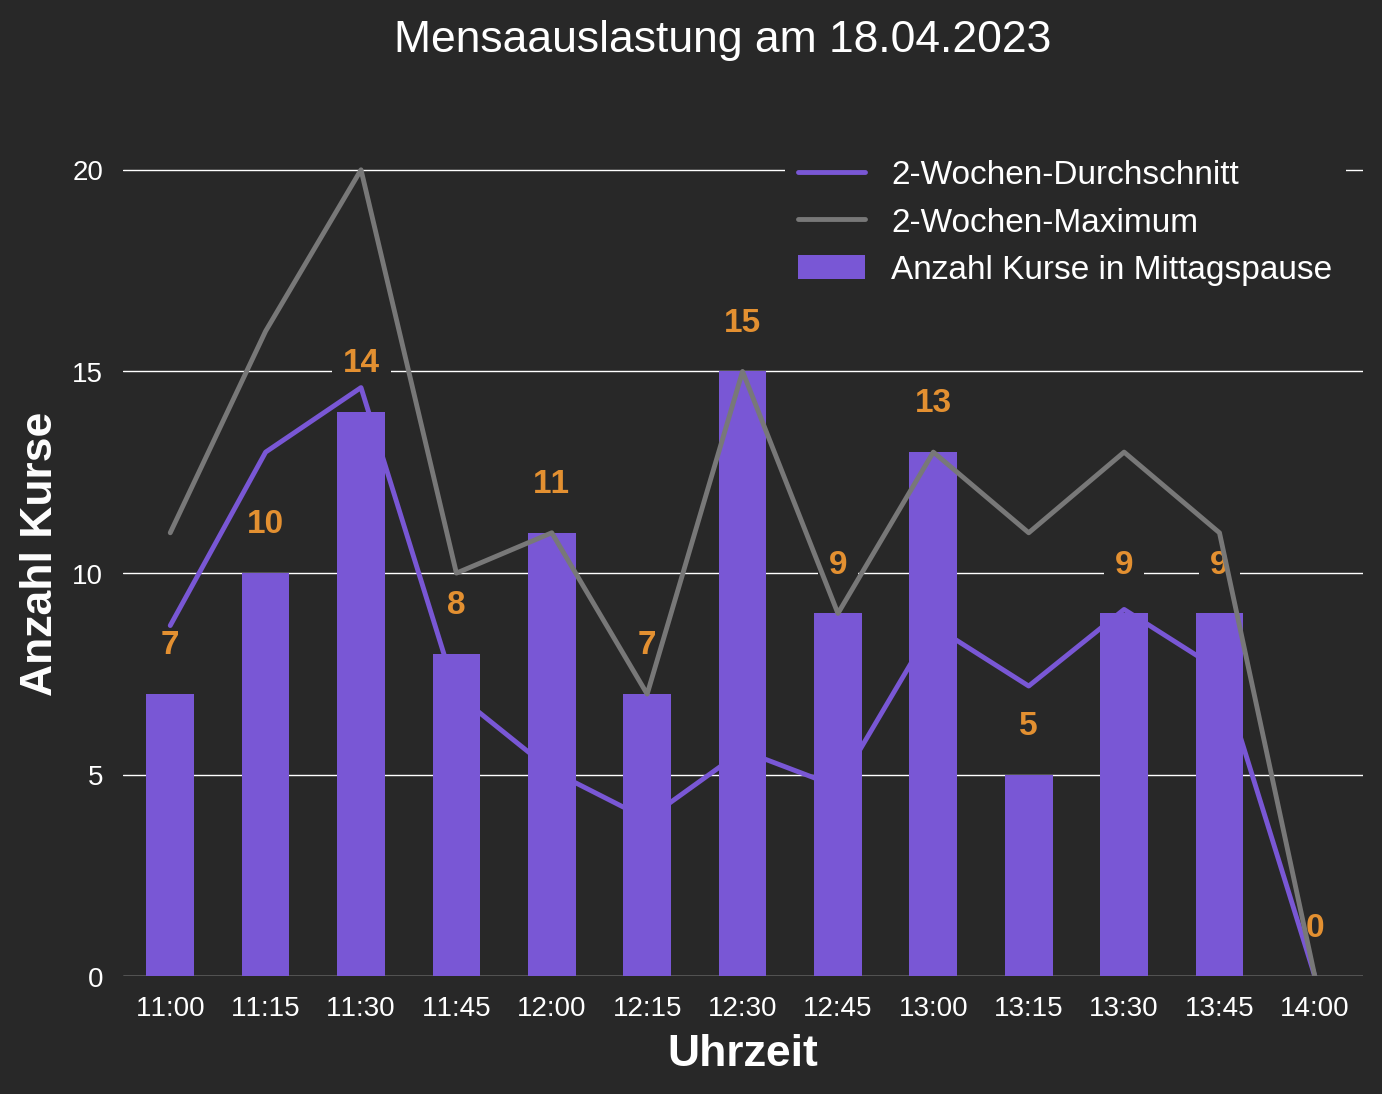 Mensaauslastung am 18.04.2023
2-Wochen-Durchschnitt
2-Wochen-Maximum
Anzahl Kurse in Mittagspause
Anzahl Kurse
20
15
10
5
0
7
10
14
8
11
7
15
9
13
5
9
9
0
11:00 11:15 11:30 11:45 12:00 12:15 12:30 12:45 13:00 13:15 13:30 13:45 14:00
Uhrzeit